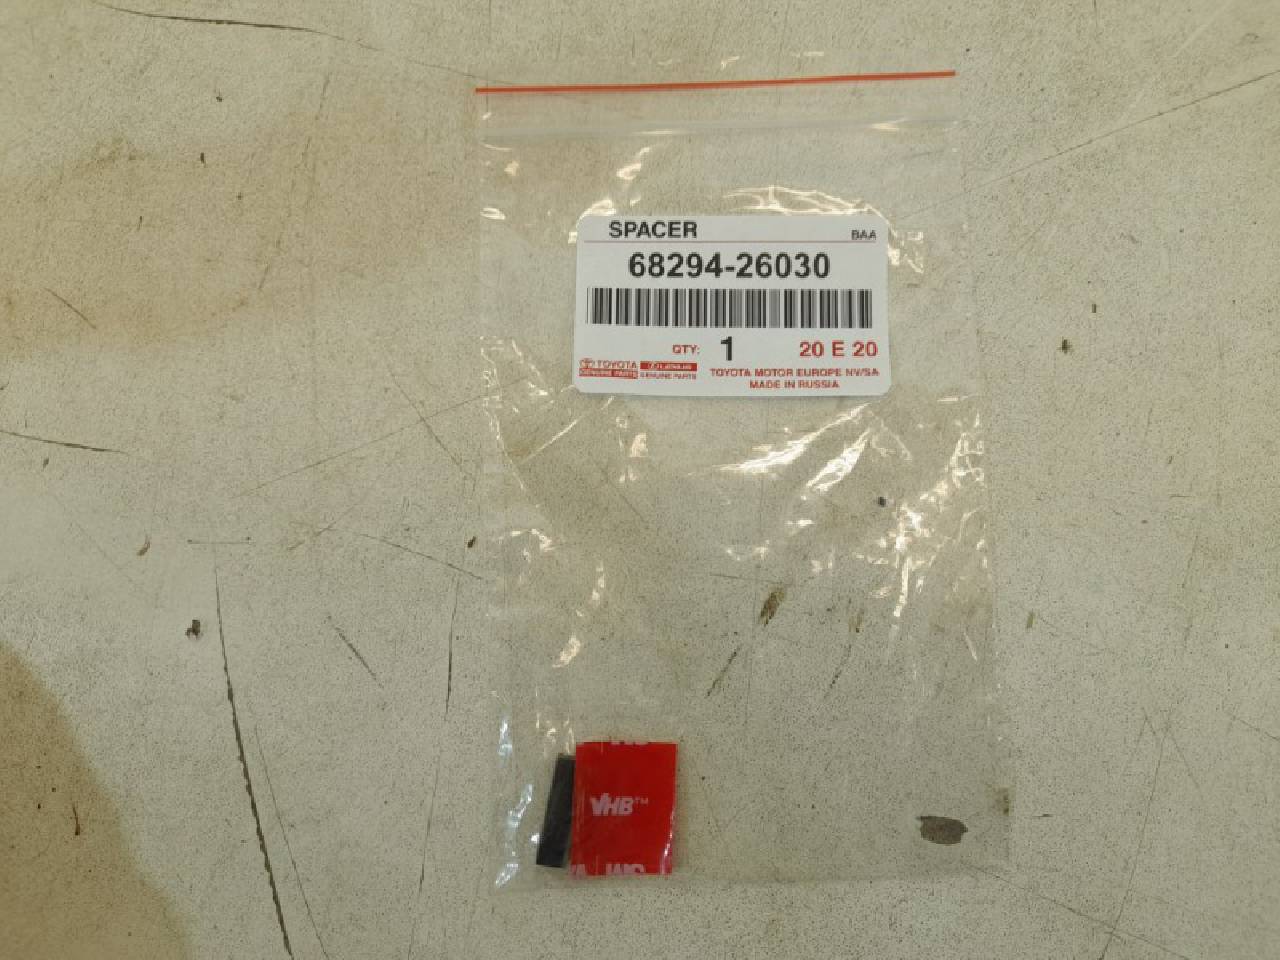 SPACER BAA
68294-26030
QTY: 1 20 E 20
TOYOTA LEXUS
GENUINE PARTS GENUINE PARTS
TOYOTA MOTOR EUROPE NV/SA
MADE IN RUSSIA
VHB™